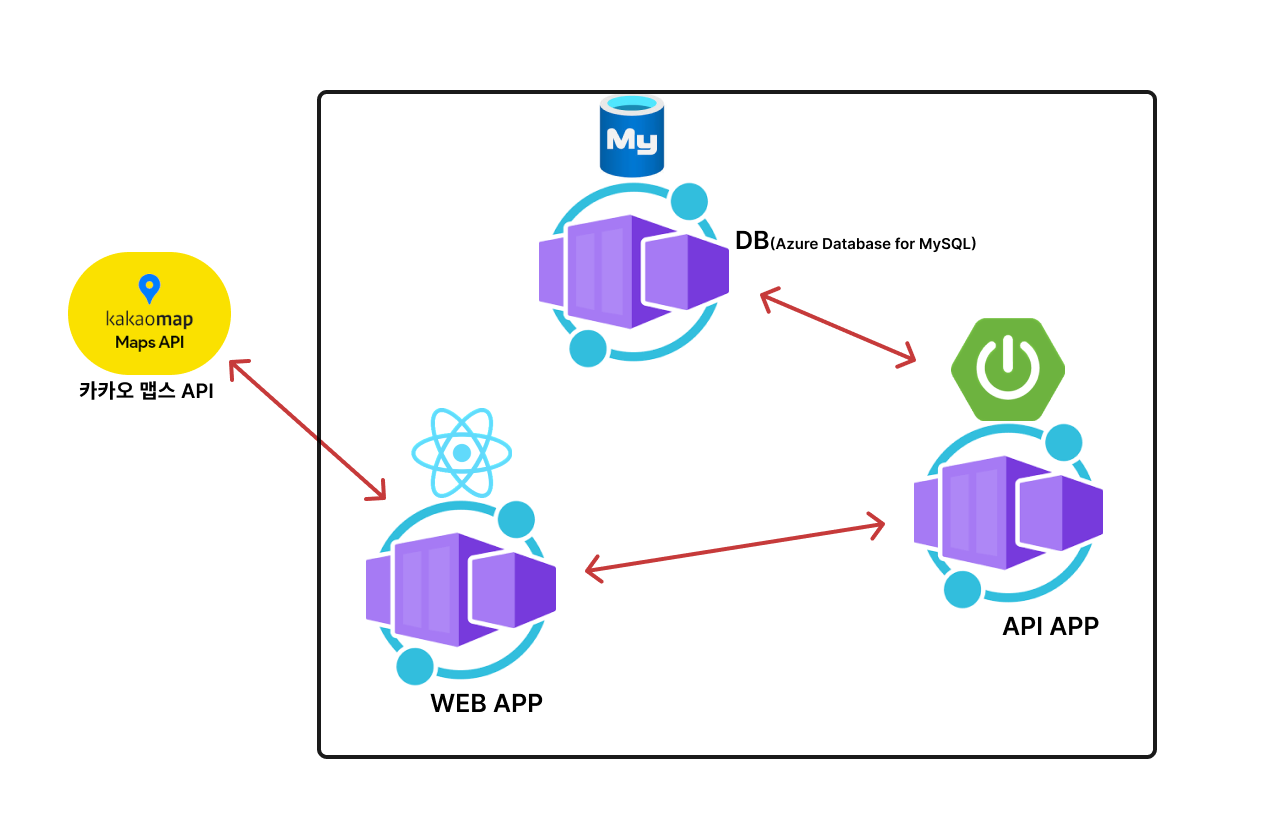 My
DB(Azure Database for MySQL)
kakaomap
Maps API
카카오 맵스 API
API APP
WEB APP